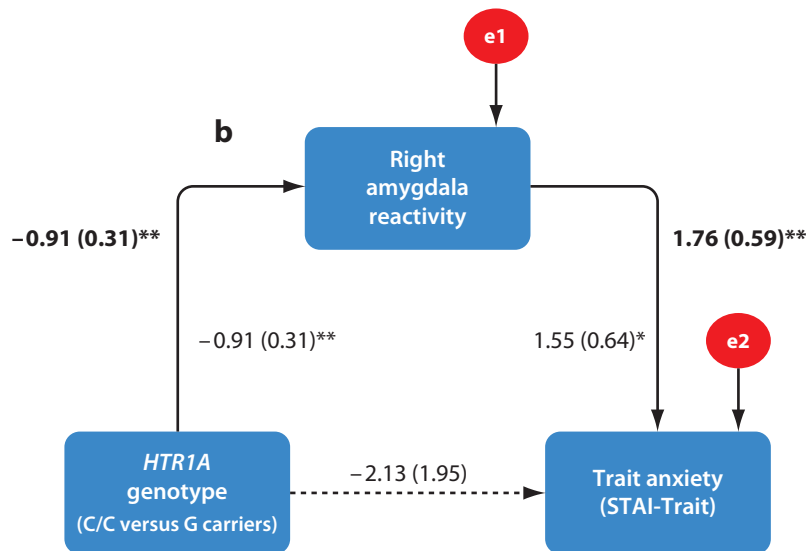 e1
b
Right
amygdala
reactivity
–0.91 (0.31)**
1.76 (0.59)**
–0.91 (0.31)**
1.55 (0.64)*
e2
HTR1A
genotype
(C/C versus G carriers)
–2.13 (1.95)
Trait anxiety
(STAI-Trait)